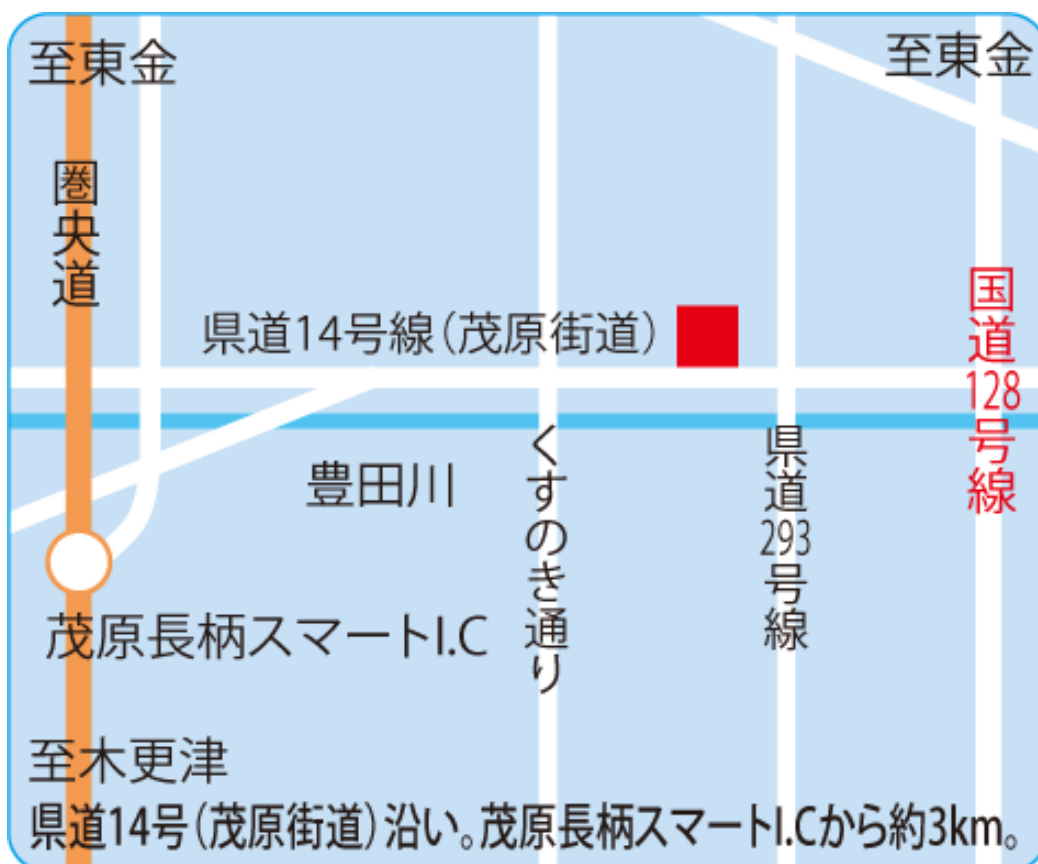 至東金
至東金
圏央道
国道128号線
県道14号線(茂原街道)
豊田川
くすのき通り
県道293号線
茂原長柄スマートI.C
至木更津
県道14号(茂原街道)沿い。茂原長柄スマートI.Cから約3km。